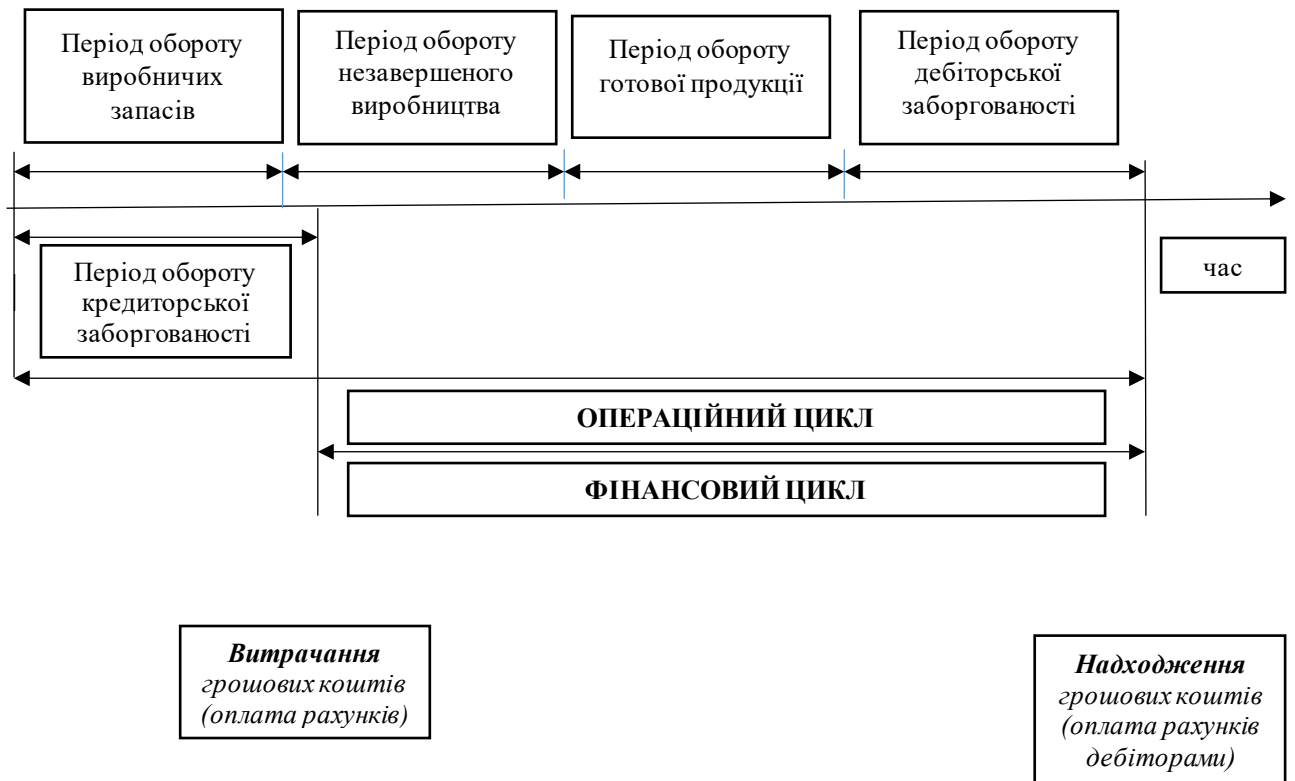 Період обороту
виробничих
запасів
Період обороту
незавершеного
виробництва
Період обороту
готової продукції
Період обороту
дебіторської
заборгованості
Період обороту
кредиторської
заборгованості
час
ОПЕРАЦІЙНИЙ ЦИКЛ
ФІНАНСОВИЙ ЦИКЛ
Витрачання
грошових коштів
(оплата рахунків)
Надходження
грошових коштів
(оплата рахунків
дебіторами)